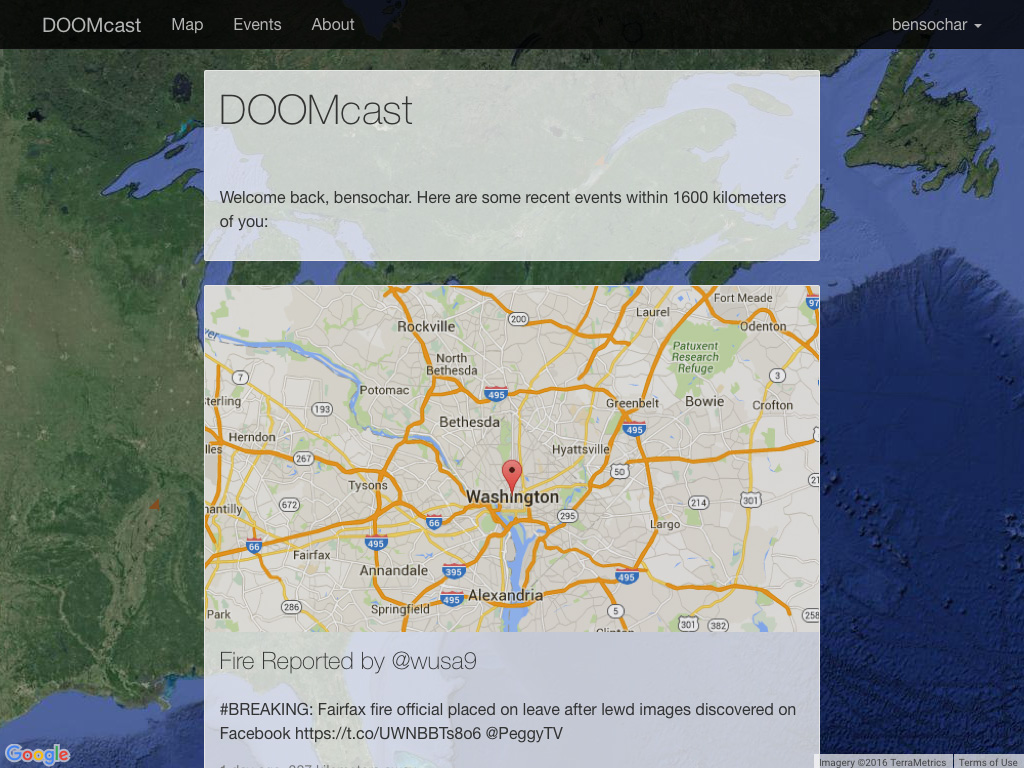 DOOMcast Map Events About bensochar
DOOMcast
Welcome back, bensochar. Here are some recent events within 1600 kilometers
of you:
Fort Meade
97
200
Laurel
Rockville
Odenton
Patuxent
Research
Refuge
North
Bethesda
7
3
Potomac
495
Greenbelt
Bowie
Crofton
193
Bethesda
495
Herndon
Hyattsville
267
50
Tysons
Washington
214
301
672
295
66
Largo
66
495
Fairfax
Annandale
395
495
495
Alexandria
286
Springfield
5
Park
301
382
258
Fire Reported by @wusa9
#BREAKING: Fairfax fire official placed on leave after lewd images discovered on
Facebook https://t.co/UWNBBTs8o6 @PeggyTV
Google
Imagery ©2016 TerraMetrics
Terms of Use